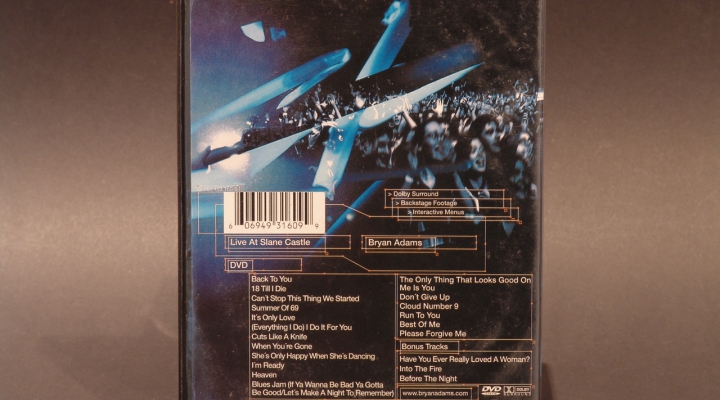 > Dolby Surround
> Backstage Footage
> Interactive Menus
6 06949 31609 9
Live At Slane Castle
Bryan Adams
DVD
Back To You
18 Till I Die
Can't Stop This Thing We Started
Summer Of 69
It's Only Love
(Everything I Do) I Do It For You
Cuts Like A Knife
When You're Gone
She's Only Happy When She's Dancing
I'm Ready
Heaven
Blues Jam (If Ya Wanna Be Bad Ya Gotta
Be Good/Let's Make A Night To Remember)
The Only Thing That Looks Good On
Me Is You
Don't Give Up
Cloud Number 9
Run To You
Best Of Me
Please Forgive Me
Bonus Tracks
Have You Ever Really Loved A Woman?
Into The Fire
Before The Night
www.bryanadams.com
DVD
DOLBY
SURROUND